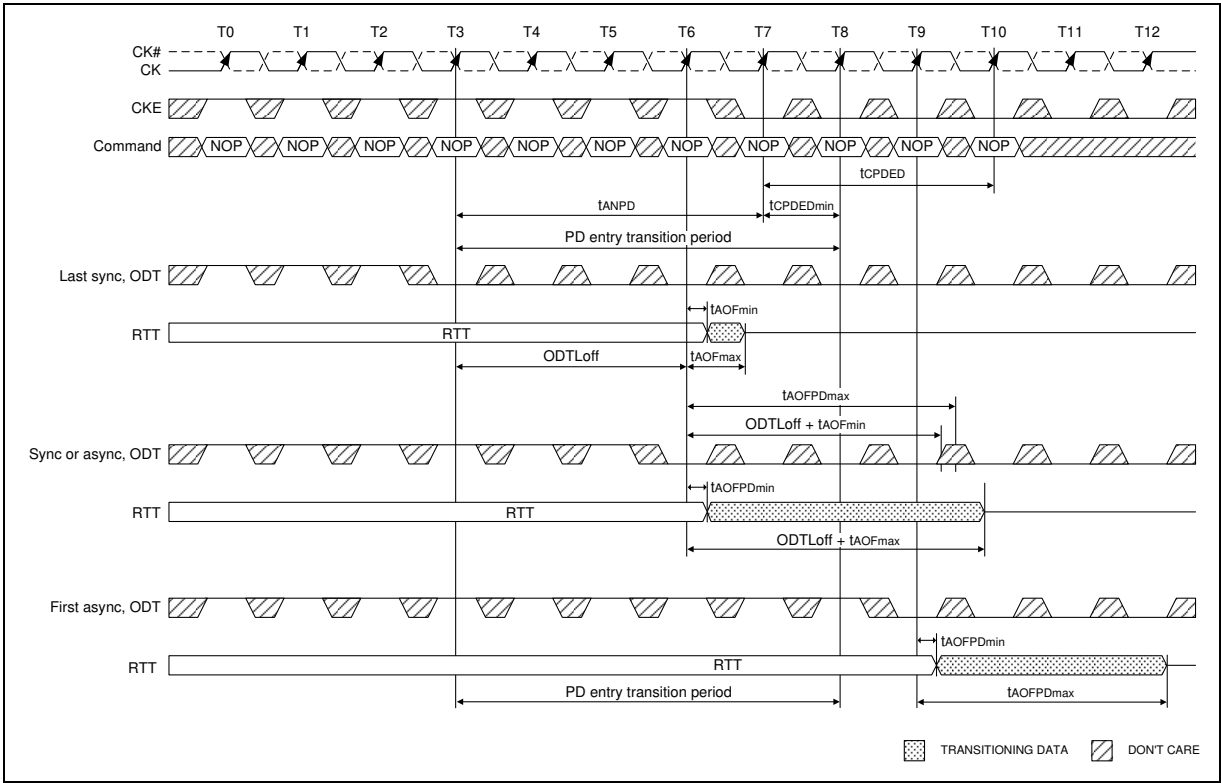 T0 T1 T2 T3 T4 T5 T6 T7 T8 T9 T10 T11 T12
CK#
CK
CKE
Command NOP NOP NOP NOP NOP NOP NOP NOP NOP NOP NOP
tCPDED
tANPD tCPDEDmin
PD entry transition period
Last sync, ODT
tAOFmin
RTT RTT
ODTLoff tAOFmax
tAOFPDmax
ODTLoff + tAOFmin
Sync or async, ODT
tAOFPDmin
RTT RTT
ODTLoff + tAOFmax
First async, ODT
tAOFPDmin
RTT RTT
PD entry transition period tAOFPDmax
TRANSITIONING DATA DON'T CARE